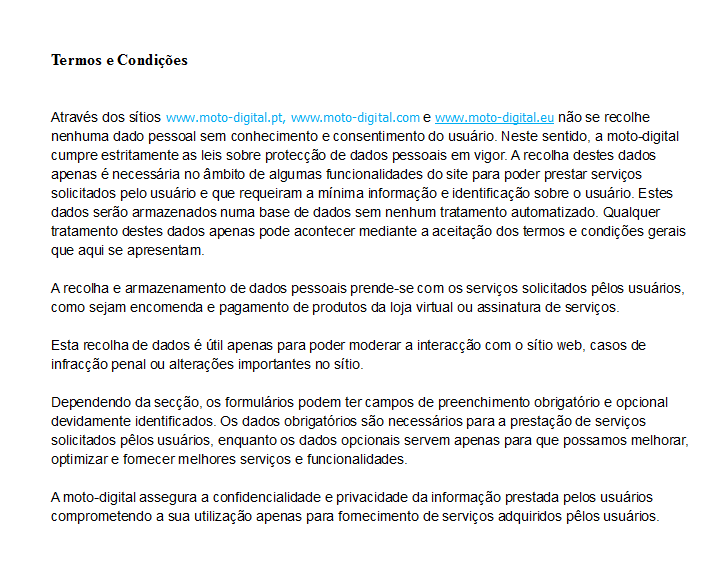 Termos e Condições
Através dos sítios www.moto-digital.pt, www.moto-digital.com e www.moto-digital.eu não se recolhe
nenhuma dado pessoal sem conhecimento e consentimento do usuário. Neste sentido, a moto-digital
cumpre estritamente as leis sobre protecção de dados pessoais em vigor. A recolha destes dados
apenas é necessária no âmbito de algumas funcionalidades do site para poder prestar serviços
solicitados pelo usuário e que requeiram a mínima informação e identificação sobre o usuário. Estes
dados serão armazenados numa base de dados sem nenhum tratamento automatizado. Qualquer
tratamento destes dados apenas pode acontecer mediante a aceitação dos termos e condições gerais
que aqui se apresentam.
A recolha e armazenamento de dados pessoais prende-se com os serviços solicitados pêlos usuários,
como sejam encomenda e pagamento de produtos da loja virtual ou assinatura de serviços.
Esta recolha de dados é útil apenas para poder moderar a interacção com o sítio web, casos de
infracção penal ou alterações importantes no sítio.
Dependendo da secção, os formulários podem ter campos de preenchimento obrigatório e opcional
devidamente identificados. Os dados obrigatórios são necessários para a prestação de serviços
solicitados pêlos usuários, enquanto os dados opcionais servem apenas para que possamos melhorar,
optimizar e fornecer melhores serviços e funcionalidades.
A moto-digital assegura a confidencialidade e privacidade da informação prestada pelos usuários
comprometendo a sua utilização apenas para fornecimento de serviços adquiridos pêlos usuários.